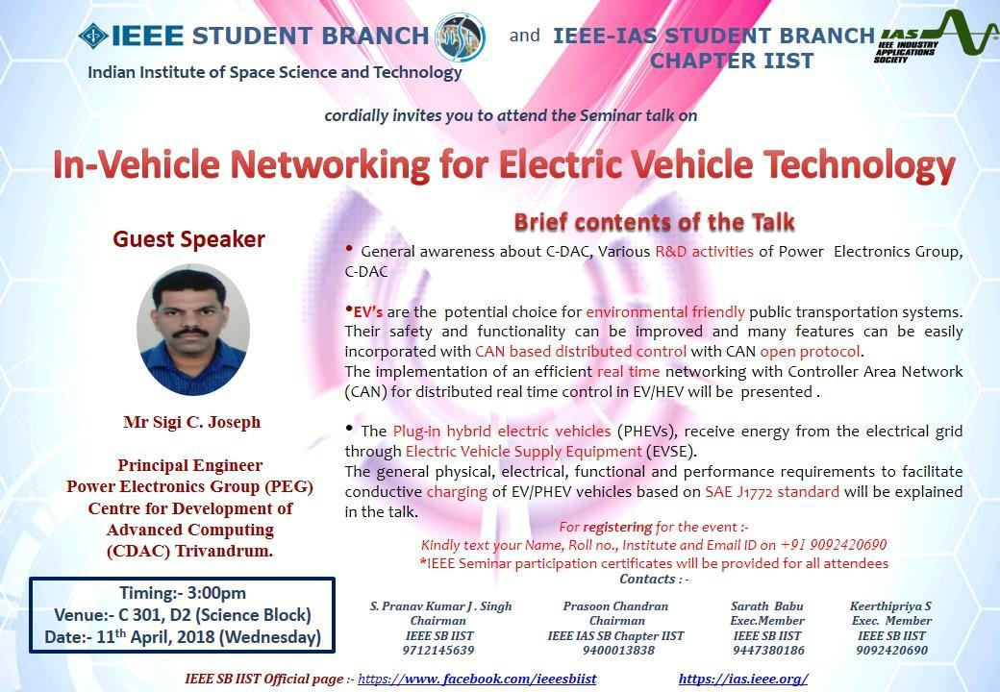 IEEE STUDENT BRANCH
Indian Institute of Space Science and Technology
and IEEE-IAS STUDENT BRANCH
CHAPTER IIST
IAS
IEEE INDUSTRY
APPLICATIONS
SOCIETY
cordially invites you to attend the Seminar talk on
In-Vehicle Networking for Electric Vehicle Technology
Guest Speaker
Mr Sigi C. Joseph
Principal Engineer
Power Electronics Group (PEG)
Centre for Development of
Advanced Computing
(CDAC) Trivandrum.
Timing:- 3:00pm
Venue:- C 301, D2 (Science Block)
Date:- 11th April, 2018 (Wednesday)
Brief contents of the Talk
• General awareness about C-DAC, Various R&D activities of Power Electronics Group,
C-DAC
•EV's are the potential choice for environmental friendly public transportation systems.
Their safety and functionality can be improved and many features can be easily
incorporated with CAN based distributed control with CAN open protocol.
The implementation of an efficient real time networking with Controller Area Network
(CAN) for distributed real time control in EV/HEV will be presented .
• The Plug-in hybrid electric vehicles (PHEVs), receive energy from the electrical grid
through Electric Vehicle Supply Equipment (EVSE).
The general physical, electrical, functional and performance requirements to facilitate
conductive charging of EV/PHEV vehicles based on SAE J1772 standard will be explained
in the talk.
For registering for the event :-
Kindly text your Name, Roll no., Institute and Email ID on +91 9092420690
*IEEE Seminar participation certificates will be provided for all attendees
Contacts : -
S. Pranav Kumar J . Singh
Chairman
IEEE SB IIST
9712145639
Prasoon Chandran
Chairman
IEEE IAS SB Chapter IIST
9400013838
Sarath Babu
Exec.Member
IEEE SB IIST
9447380186
Keerthipriya S
Exec. Member
IEEE SB IIST
9092420690
IEEE SB IIST Official page :- https://www. facebook.com/ieeesbiist https://ias.ieee.org/